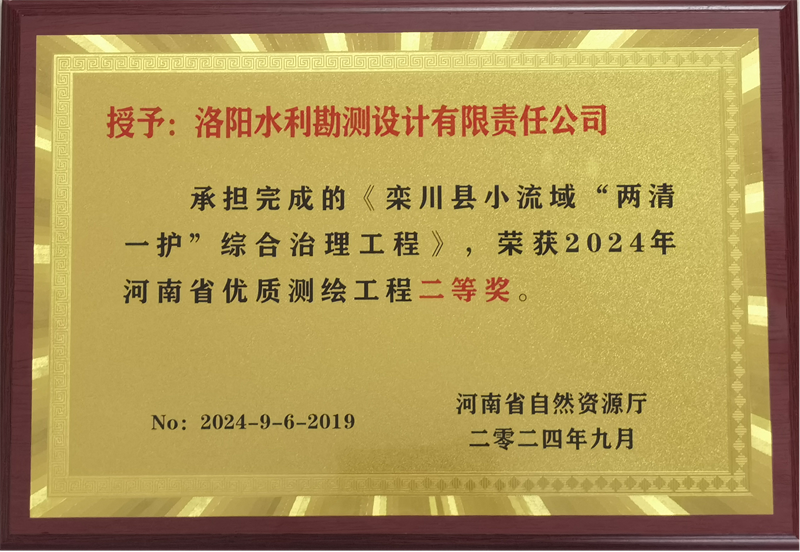 授予：洛阳水利勘测设计有限责任公司
承担完成的《栾川县小流域“两清
一护”综合治理工程》，荣获2024年
河南省优质测绘工程二等奖。
河南省自然资源厅
No：2024-9-6-2019
二零二四年九月